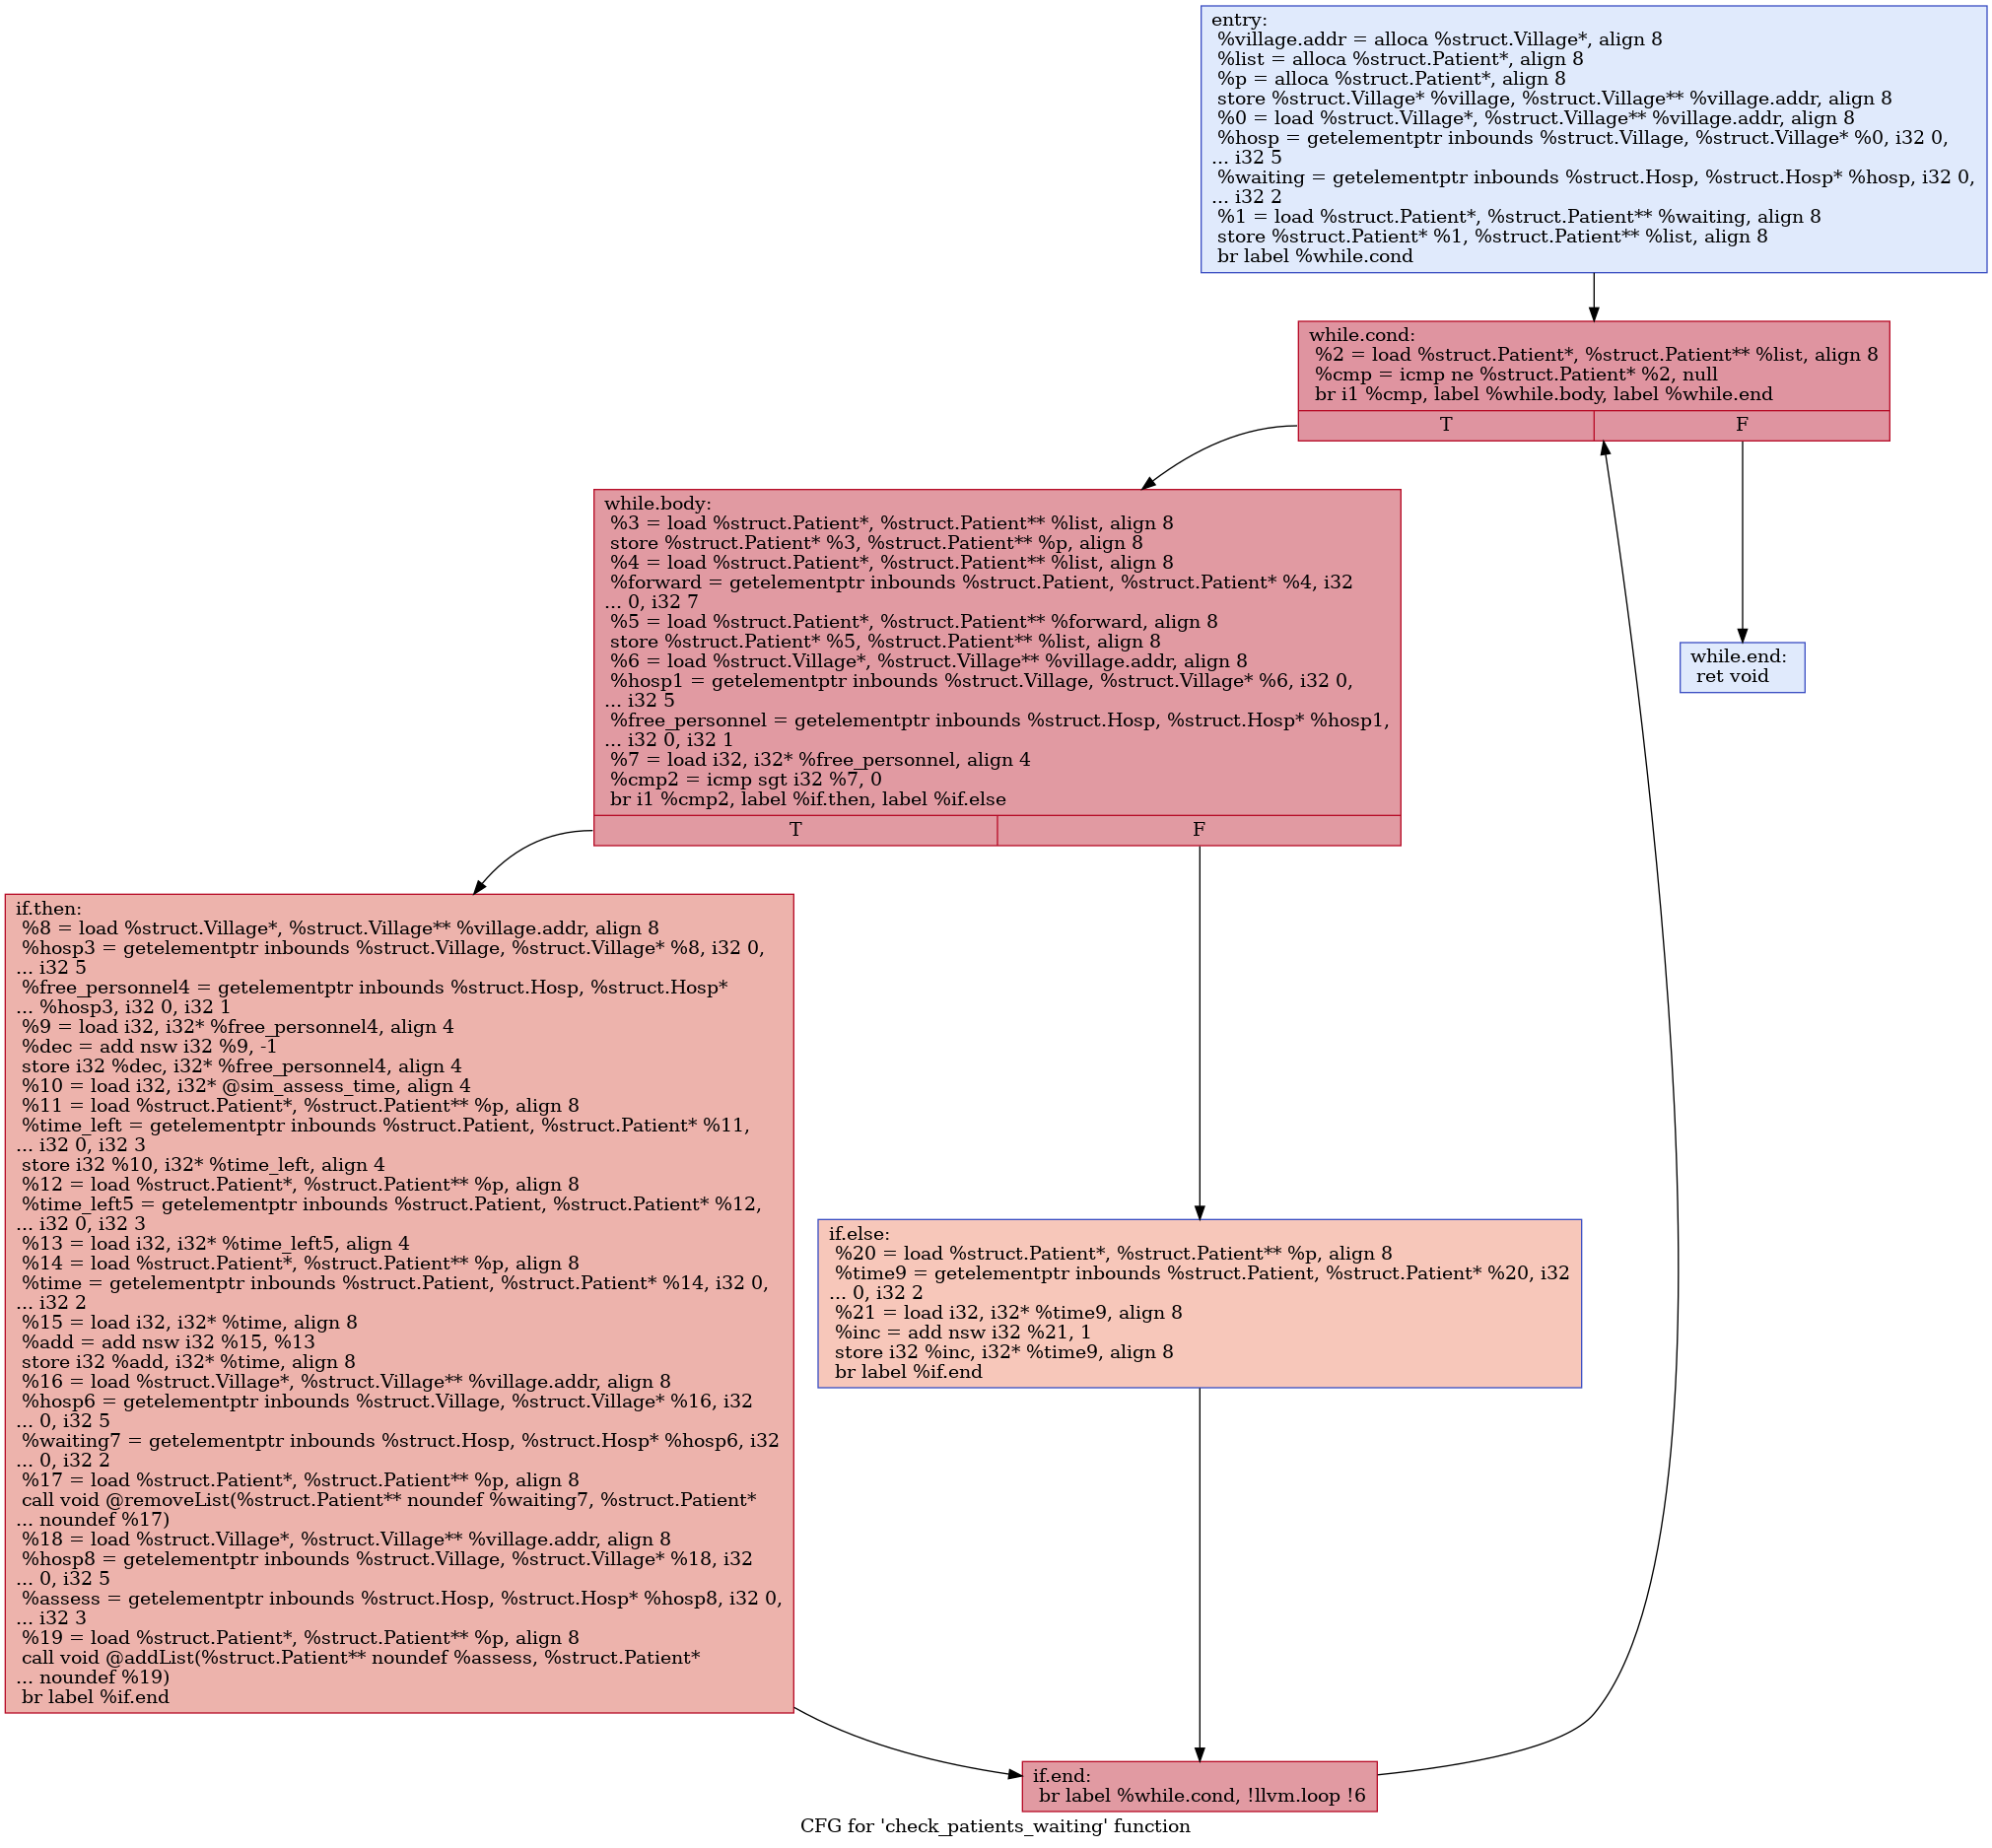 entry:
%village.addr = alloca %struct.Village*, align 8
%list = alloca %struct.Patient*, align 8
%p = alloca %struct.Patient*, align 8
store %struct.Village* %village, %struct.Village** %village.addr, align 8
%0 = load %struct.Village*, %struct.Village** %village.addr, align 8
%hosp = getelementptr inbounds %struct.Village, %struct.Village* %0, i32 0,
... i32 5
%waiting = getelementptr inbounds %struct.Hosp, %struct.Hosp* %hosp, i32 0,
... i32 2
%1 = load %struct.Patient*, %struct.Patient** %waiting, align 8
store %struct.Patient* %1, %struct.Patient** %list, align 8
br label %while.cond
while.cond:
%2 = load %struct.Patient*, %struct.Patient** %list, align 8
%cmp = icmp ne %struct.Patient* %2, null
br i1 %cmp, label %while.body, label %while.end
T
F
while.body:
%3 = load %struct.Patient*, %struct.Patient** %list, align 8
store %struct.Patient* %3, %struct.Patient** %p, align 8
%4 = load %struct.Patient*, %struct.Patient** %list, align 8
%forward = getelementptr inbounds %struct.Patient, %struct.Patient* %4, i32
... 0, i32 7
%5 = load %struct.Patient*, %struct.Patient** %forward, align 8
store %struct.Patient* %5, %struct.Patient** %list, align 8
%6 = load %struct.Village*, %struct.Village** %village.addr, align 8
%hosp1 = getelementptr inbounds %struct.Village, %struct.Village* %6, i32 0,
... i32 5
%free_personnel = getelementptr inbounds %struct.Hosp, %struct.Hosp* %hosp1,
... i32 0, i32 1
%7 = load i32, i32* %free_personnel, align 4
%cmp2 = icmp sgt i32 %7, 0
br i1 %cmp2, label %if.then, label %if.else
T
F
while.end:
ret void
if.then:
%8 = load %struct.Village*, %struct.Village** %village.addr, align 8
%hosp3 = getelementptr inbounds %struct.Village, %struct.Village* %8, i32 0,
... i32 5
%free_personnel4 = getelementptr inbounds %struct.Hosp, %struct.Hosp*
... %hosp3, i32 0, i32 1
%9 = load i32, i32* %free_personnel4, align 4
%dec = add nsw i32 %9, -1
store i32 %dec, i32* %free_personnel4, align 4
%10 = load i32, i32* @sim_assess_time, align 4
%11 = load %struct.Patient*, %struct.Patient** %p, align 8
%time_left = getelementptr inbounds %struct.Patient, %struct.Patient* %11,
... i32 0, i32 3
store i32 %10, i32* %time_left, align 4
%12 = load %struct.Patient*, %struct.Patient** %p, align 8
%time_left5 = getelementptr inbounds %struct.Patient, %struct.Patient* %12,
... i32 0, i32 3
%13 = load i32, i32* %time_left5, align 4
%14 = load %struct.Patient*, %struct.Patient** %p, align 8
%time = getelementptr inbounds %struct.Patient, %struct.Patient* %14, i32 0,
... i32 2
%15 = load i32, i32* %time, align 8
%add = add nsw i32 %15, %13
store i32 %add, i32* %time, align 8
%16 = load %struct.Village*, %struct.Village** %village.addr, align 8
%hosp6 = getelementptr inbounds %struct.Village, %struct.Village* %16, i32
... 0, i32 5
%waiting7 = getelementptr inbounds %struct.Hosp, %struct.Hosp* %hosp6, i32
... 0, i32 2
%17 = load %struct.Patient*, %struct.Patient** %p, align 8
call void @removeList(%struct.Patient** noundef %waiting7, %struct.Patient*
... noundef %17)
%18 = load %struct.Village*, %struct.Village** %village.addr, align 8
%hosp8 = getelementptr inbounds %struct.Village, %struct.Village* %18, i32
... 0, i32 5
%assess = getelementptr inbounds %struct.Hosp, %struct.Hosp* %hosp8, i32 0,
... i32 3
%19 = load %struct.Patient*, %struct.Patient** %p, align 8
call void @addList(%struct.Patient** noundef %assess, %struct.Patient*
... noundef %19)
br label %if.end
if.else:
%20 = load %struct.Patient*, %struct.Patient** %p, align 8
%time9 = getelementptr inbounds %struct.Patient, %struct.Patient* %20, i32
... 0, i32 2
%21 = load i32, i32* %time9, align 8
%inc = add nsw i32 %21, 1
store i32 %inc, i32* %time9, align 8
br label %if.end
if.end:
br label %while.cond, !llvm.loop !6
CFG for 'check_patients_waiting' function